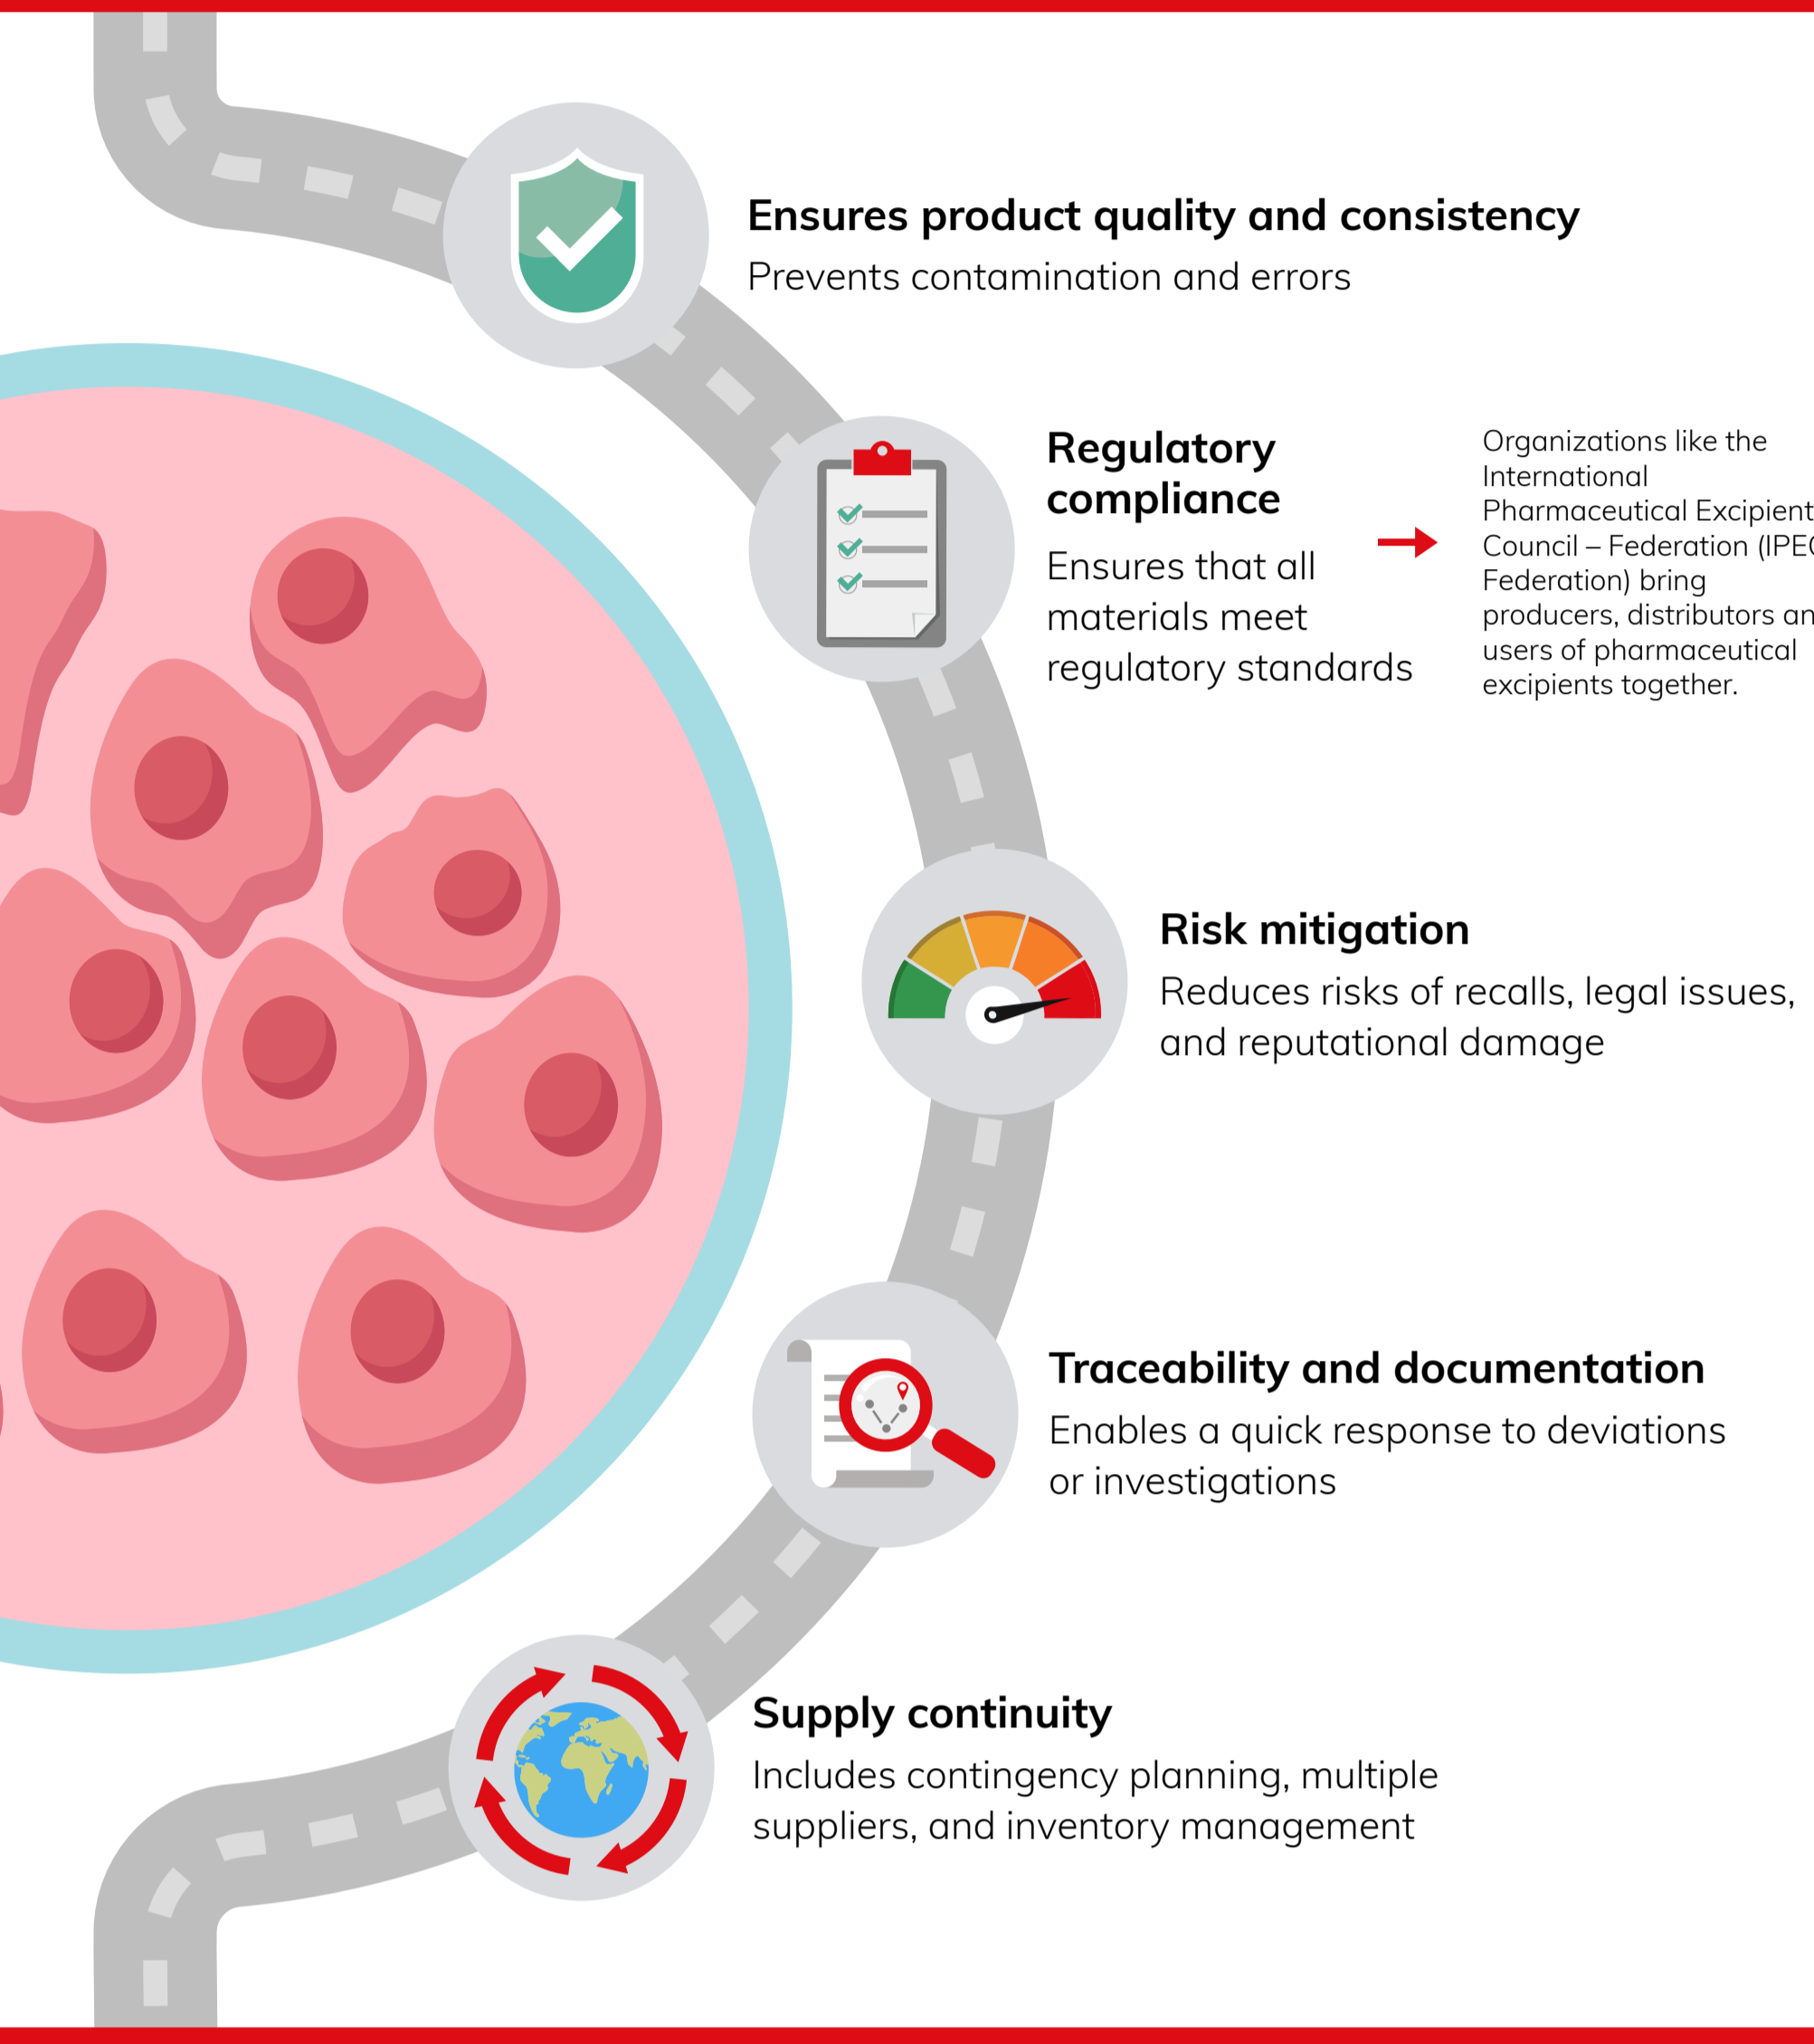 Ensures product quality and consistency
Prevents contamination and errors
Regulatory
compliance
Ensures that all
materials meet
regulatory standards
Organizations like the
International
Pharmaceutical Excipient
Council – Federation
Federation) bring
producers, distributors
users of pharmaceutical
excipients together.
Risk mitigation
Reduces risks of recalls, legal issues,
and reputational damage
Traceability and documentation
Enables a quick response to deviations
or investigations
Supply continuity
Includes contingency planning, multiple
suppliers, and inventory management